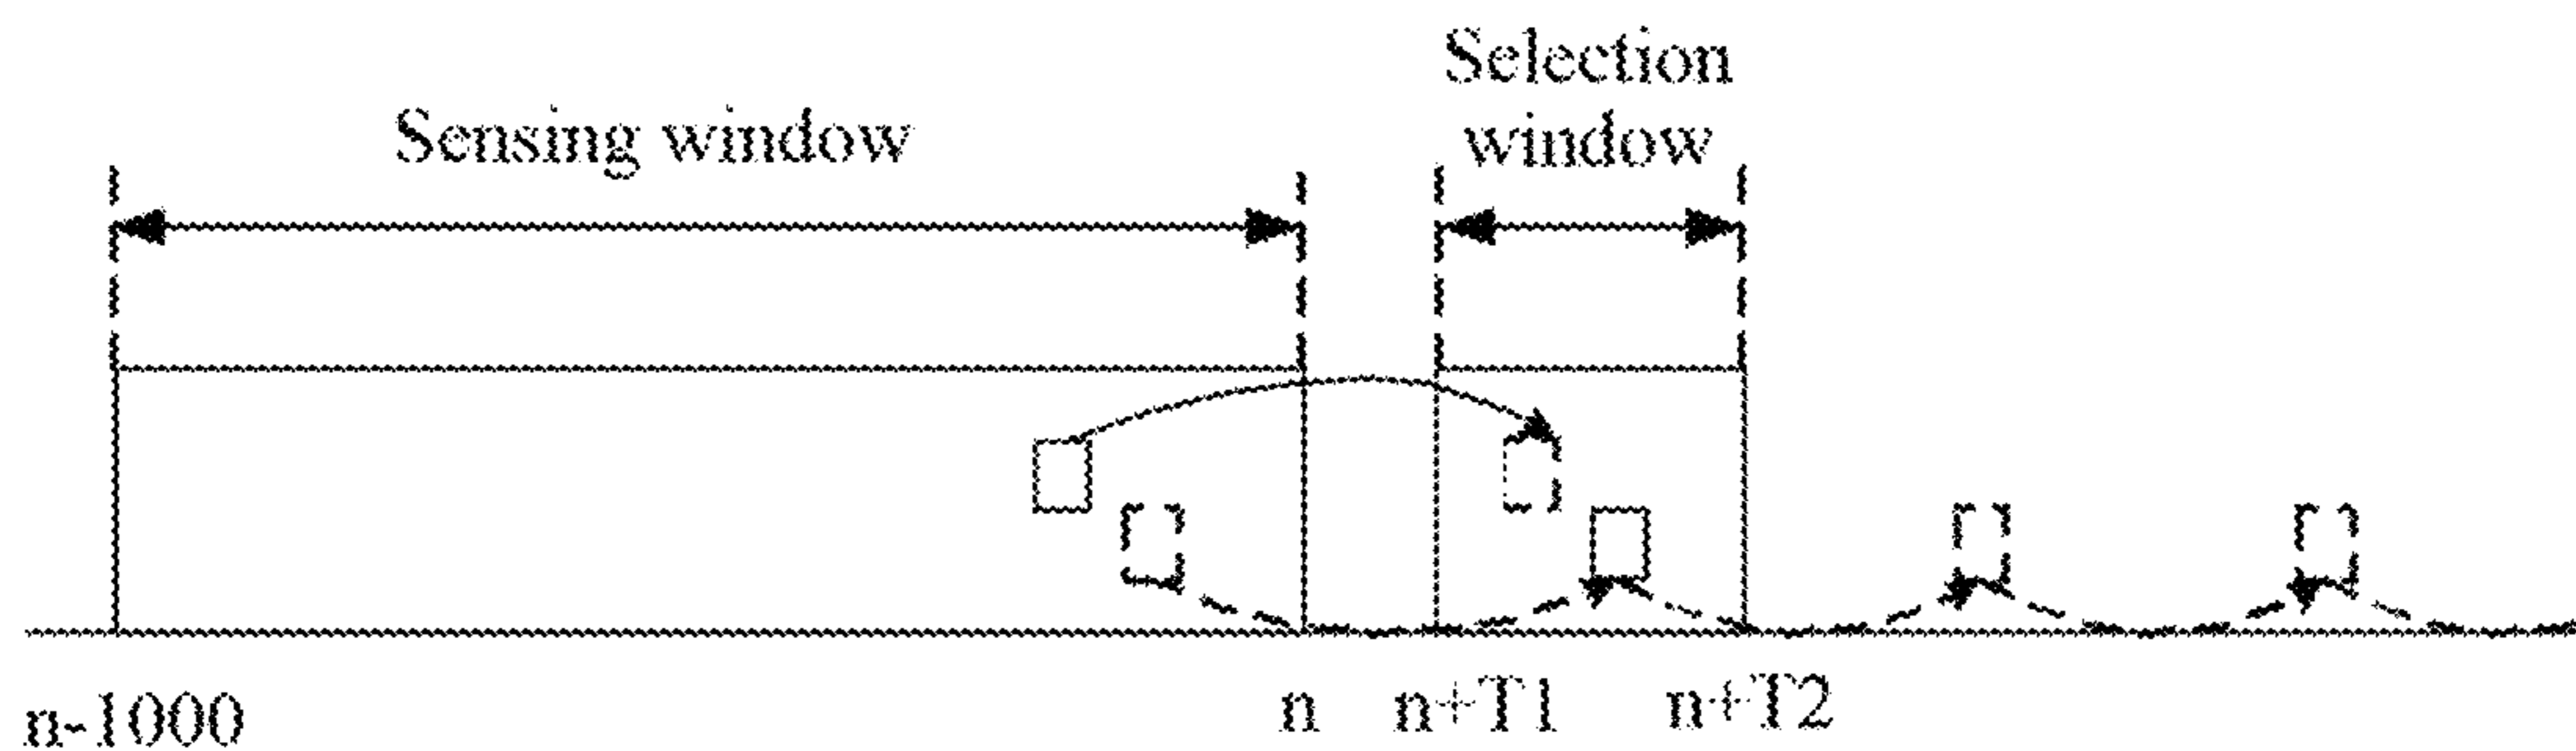 Selection
window
Sensing window
n-1000
n
n+T1
n+T2